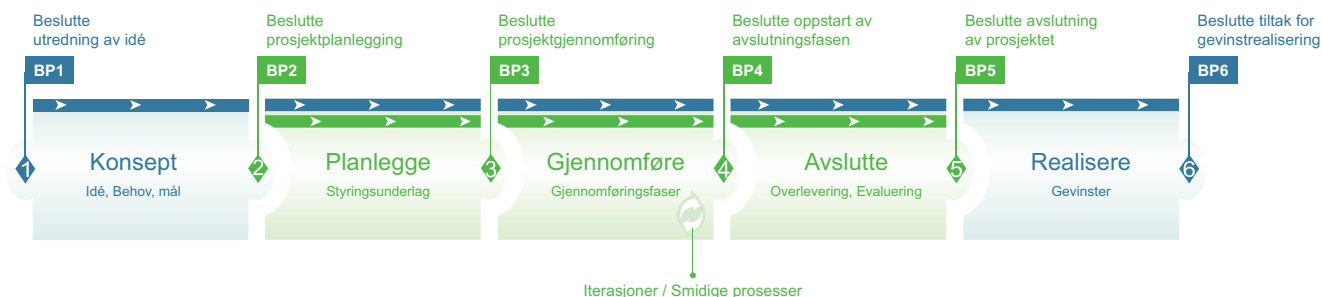 Beslutte
utredning av idé
Beslutte
prosjektplanlegging
Beslutte
prosjektgjennomføring
Beslutte oppstart av
avslutningsfasen
Beslutte avslutning
av prosjektet
Beslutte tiltak for
gevinstrealisering
BP1
BP2
BP3
BP4
BP5
BP6
1
Konsept
Idé, Behov, mål
2
Planlegge
Styringsunderlag
3
Gjennomføre
Gjennomføringsfaser
4
Avslutte
Overlevering, Evaluering
5
Realisere
Gevinster
6
Iterasjoner / Smidige prosesser